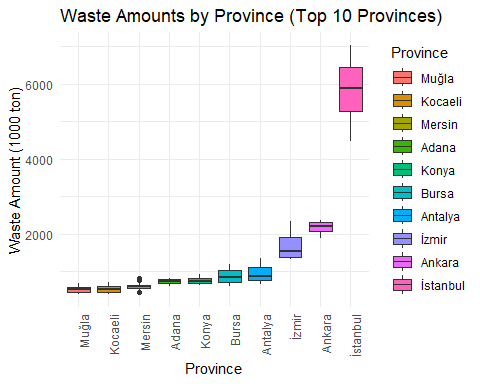 Waste Amounts by Province (Top 10 Provinces)
Waste Amount (1000 ton)
6000
4000
2000
Muğla
Kocaeli
Mersin
Adana
Konya
Bursa
Antalya
İzmir
Ankara
İstanbul
Province
Province
Muğla
Kocaeli
Mersin
Adana
Konya
Bursa
Antalya
İzmir
Ankara
İstanbul